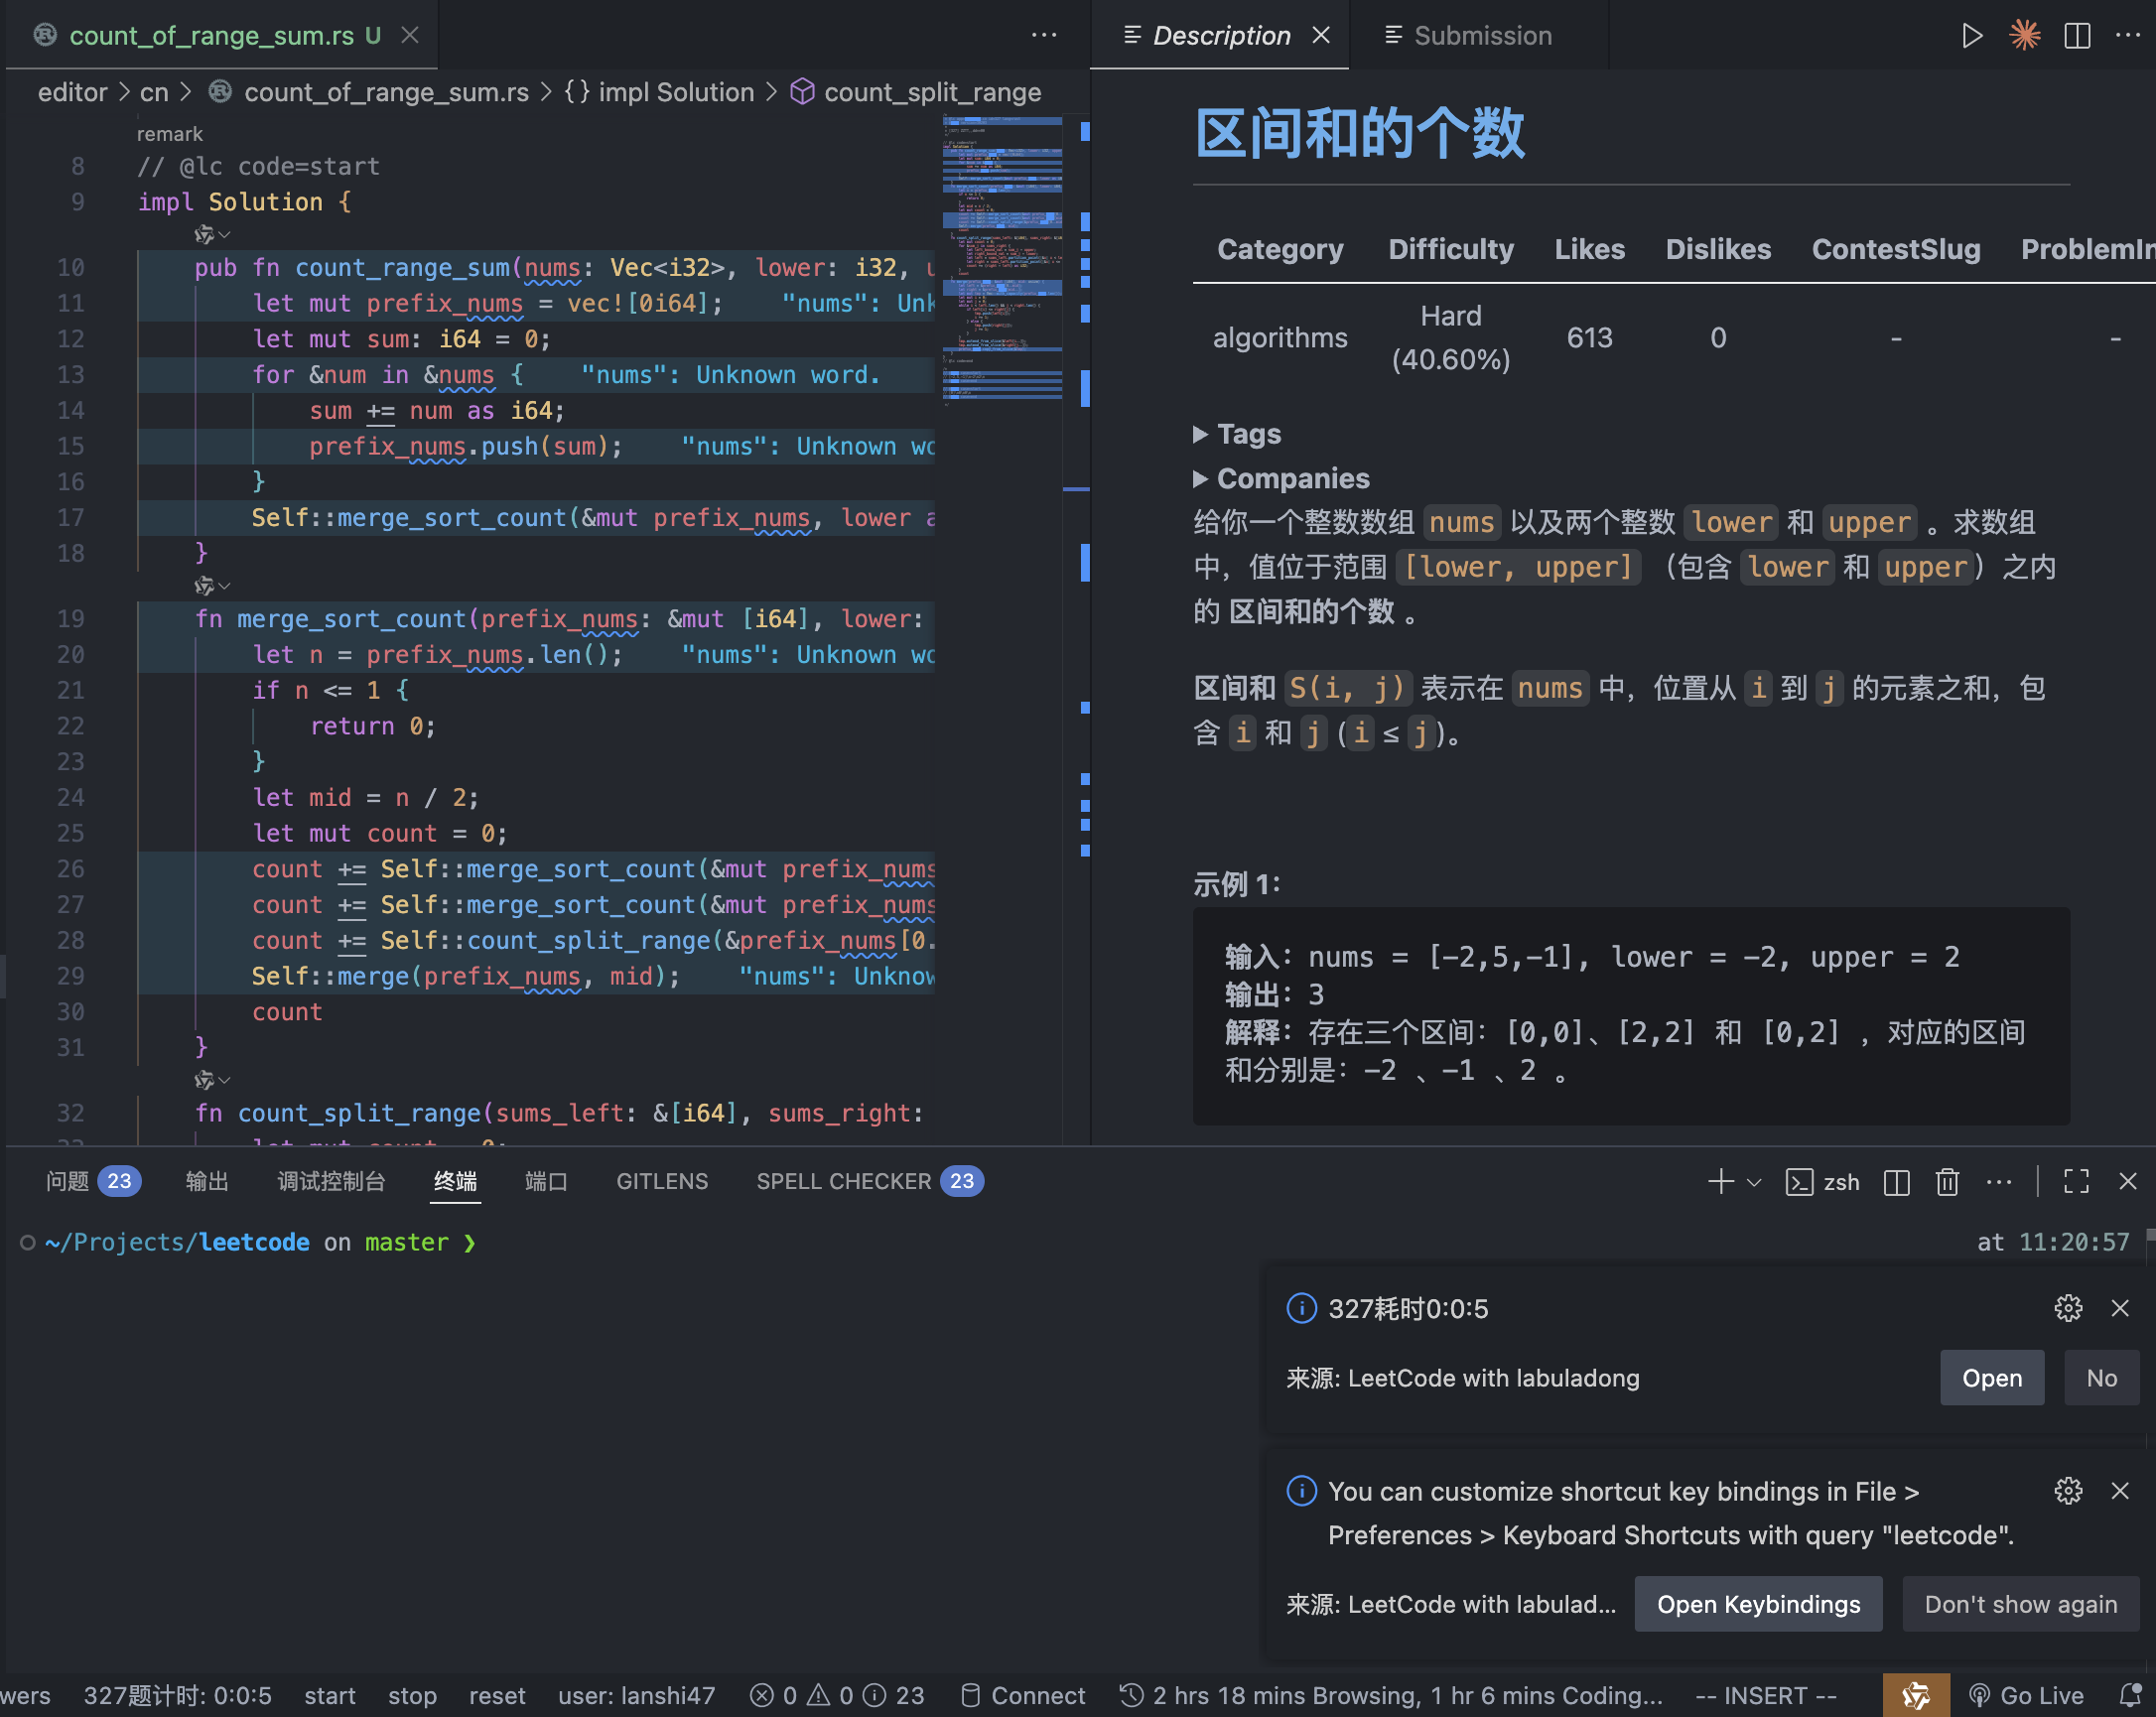 count_of_range_sum.rs U
Description
Submission
editor > cn > count_of_range_sum.rs > {} impl Solution > count_split_range
remark
8 // @lc code=start
9 impl Solution {
10 pub fn count_range_sum(nums: Vec<i32>, lower: i32, u
11 let mut prefix_nums = vec![0i64]; "nums": Unk
12 let mut sum: i64 = 0;
13 for &num in &nums { "nums": Unknown word.
14 sum += num as i64;
15 prefix_nums.push(sum); "nums": Unknown wo
16 }
17 Self::merge_sort_count(&mut prefix_nums, lower a
18 }
19 fn merge_sort_count(prefix_nums: &mut [i64], lower:
20 let n = prefix_nums.len(); "nums": Unknown wo
21 if n <= 1 {
22 return 0;
23 }
24 let mid = n / 2;
25 let mut count = 0;
26 count += Self::merge_sort_count(&mut prefix_nums
27 count += Self::merge_sort_count(&mut prefix_nums
28 count += Self::count_split_range(&prefix_nums[0.
29 Self::merge(prefix_nums, mid); "nums": Unknow
30 count
31 }
32 fn count_split_range(sums_left: &[i64], sums_right:
区间和的个数
Category Difficulty Likes Dislikes ContestSlug ProblemIn
algorithms Hard (40.60%) 613 0 - -
▶ Tags
▶ Companies
给你一个整数数组 nums 以及两个整数 lower 和 upper 。求数组
中，值位于范围 [lower, upper] （包含 lower 和 upper）之内
的 区间和的个数 。
区间和 S(i, j) 表示在 nums 中，位置从 i 到 j 的元素之和，包
含 i 和 j (i ≤ j)。
示例 1：
输入：nums = [-2,5,-1], lower = -2, upper = 2
输出：3
解释：存在三个区间：[0,0]、[2,2] 和 [0,2] ，对应的区间
和分别是：-2 、-1 、2 。
问题 23 输出 调试控制台 终端 端口 GITLENS SPELL CHECKER 23
zsh
~/Projects/leetcode on master ❯
at 11:20:57
327耗时0:0:5
来源: LeetCode with labuladong
Open
No
You can customize shortcut key bindings in File >
Preferences > Keyboard Shortcuts with query "leetcode".
来源: LeetCode with labulad...
Open Keybindings
Don't show again
wers 327题计时: 0:0:5 start stop reset user: lanshi47 0 0 23 Connect 2 hrs 18 mins Browsing, 1 hr 6 mins Coding... -- INSERT -- Go Live